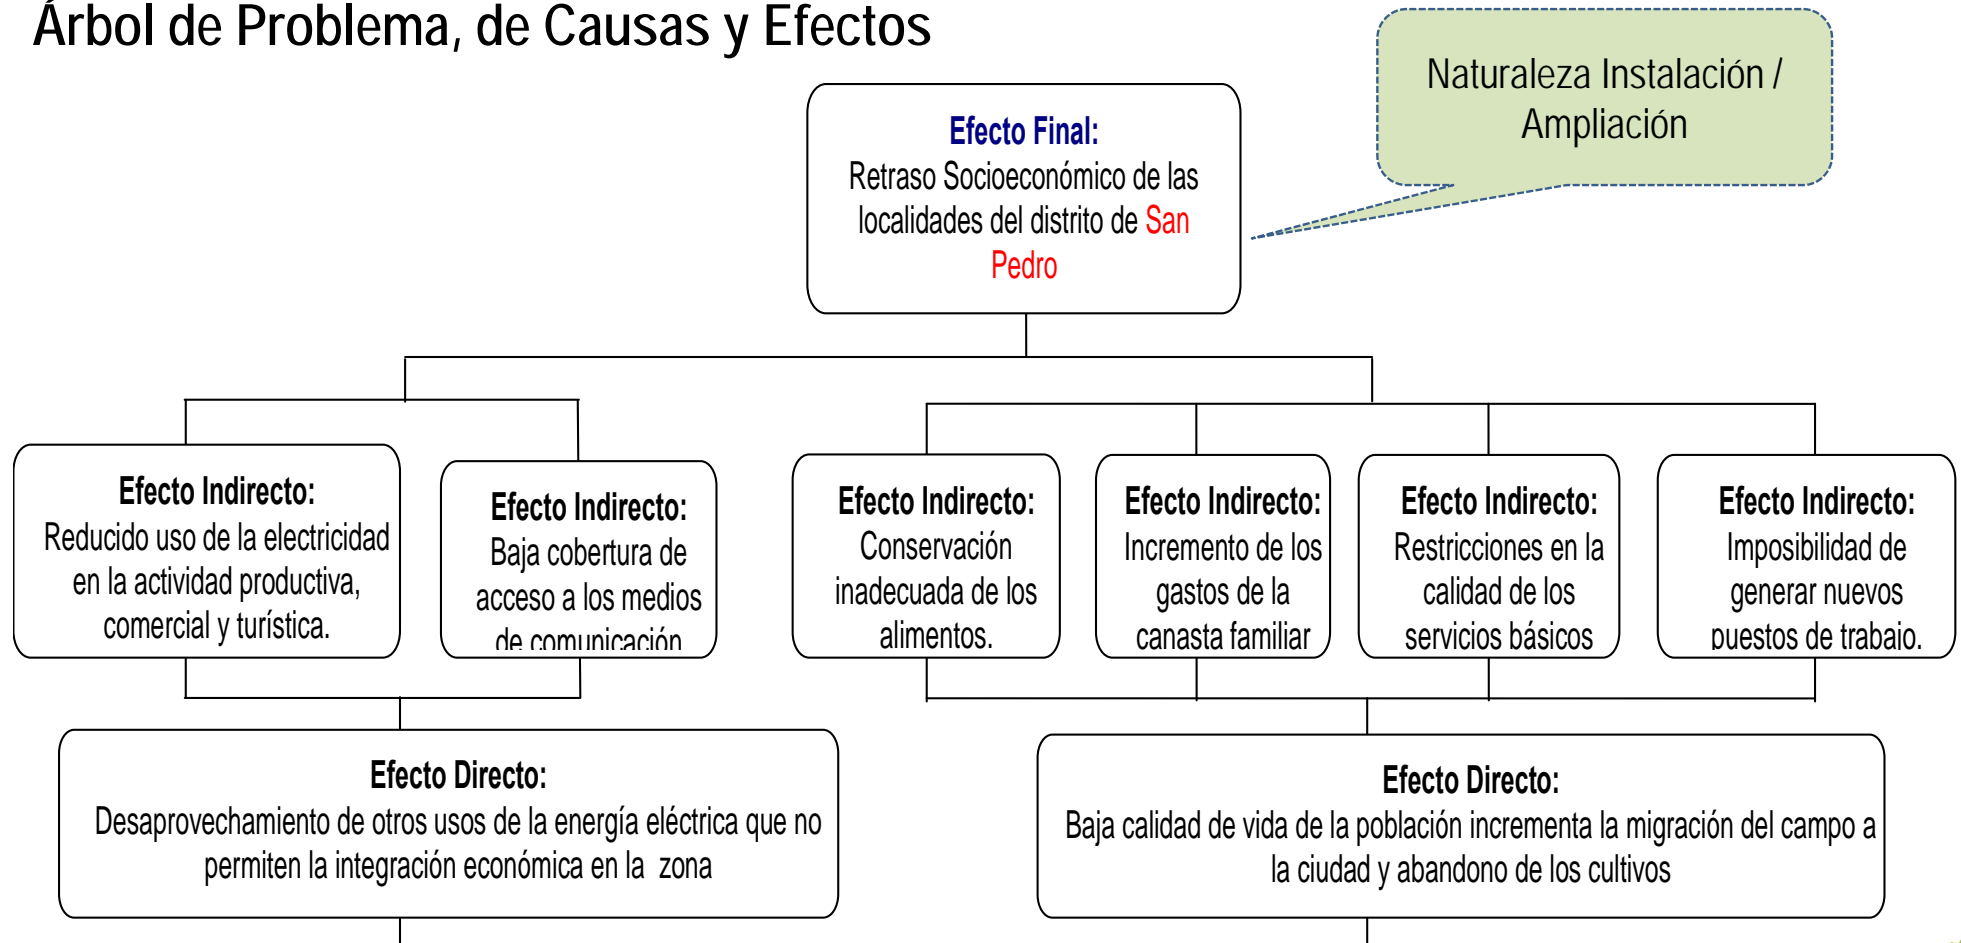 Árbol de Problema, de Causas y Efectos
Naturaleza Instalación /
Ampliación
Efecto Final:
Retraso Socioeconómico de las
localidades del distrito de San
Pedro
Efecto Indirecto:
Reducido uso de la electricidad
en la actividad productiva,
comercial y turística.
Efecto Indirecto:
Baja cobertura de
acceso a los medios
de comunicación
Efecto Indirecto:
Conservación
inadecuada de los
alimentos.
Efecto Indirecto:
Incremento de los
gastos de la
canasta familiar
Efecto Indirecto:
Restricciones en la
calidad de los
servicios básicos
Efecto Indirecto:
Imposibilidad de
generar nuevos
puestos de trabajo.
Efecto Directo:
Desaprovechamiento de otros usos de la energía eléctrica que no
permiten la integración económica en la zona
Efecto Directo:
Baja calidad de vida de la población incrementa la migración del campo a
la ciudad y abandono de los cultivos